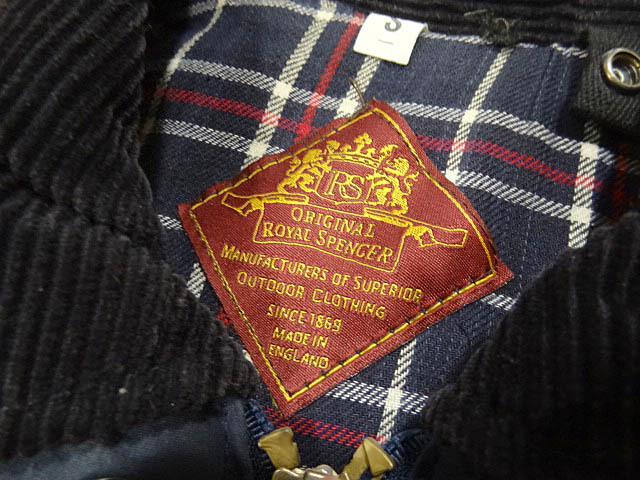 S
RS
ORIGINAL
ROYAL SPENCER
MANUFACTURERS OF SUPERIOR
OUTDOOR CLOTHING
SINCE 1869
MADE IN
ENGLAND